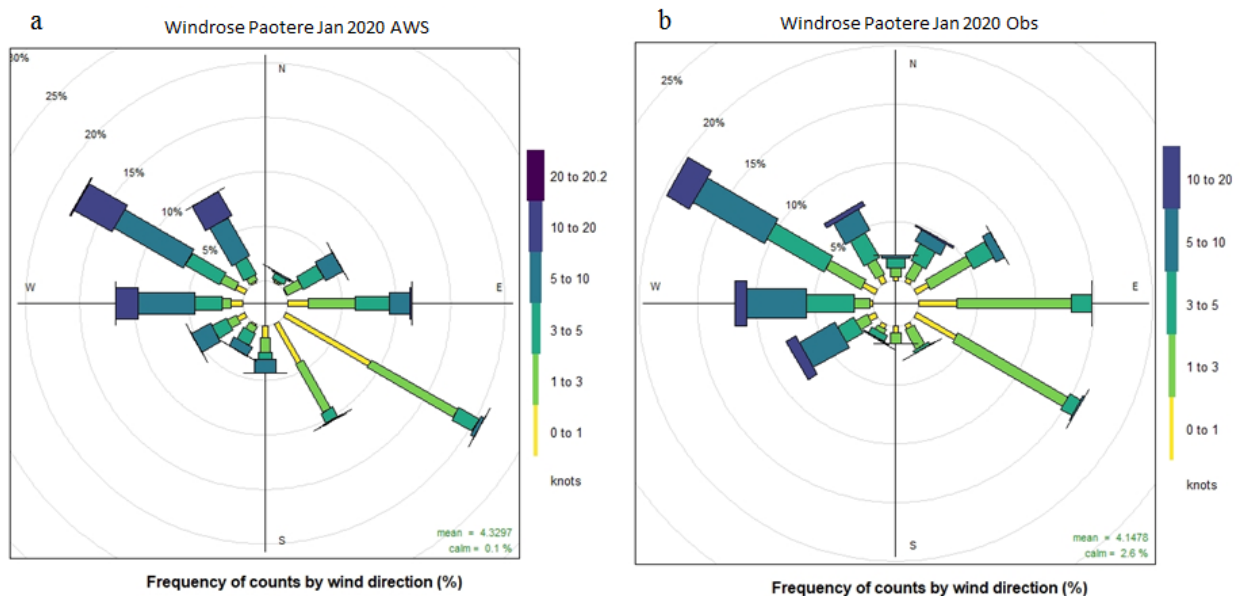 a
Windrose Paotere Jan 2020 AWS
30%
25%
20%
15%
10%
5%
N
W
E
S
20 to 20.2
10 to 20
5 to 10
3 to 5
1 to 3
0 to 1
knots
mean = 4.3297
calm = 0.1 %
Frequency of counts by wind direction (%)
b
Windrose Paotere Jan 2020 Obs
25%
20%
15%
10%
5%
N
W
E
S
10 to 20
5 to 10
3 to 5
1 to 3
0 to 1
knots
mean = 4.1478
calm = 2.6 %
Frequency of counts by wind direction (%)